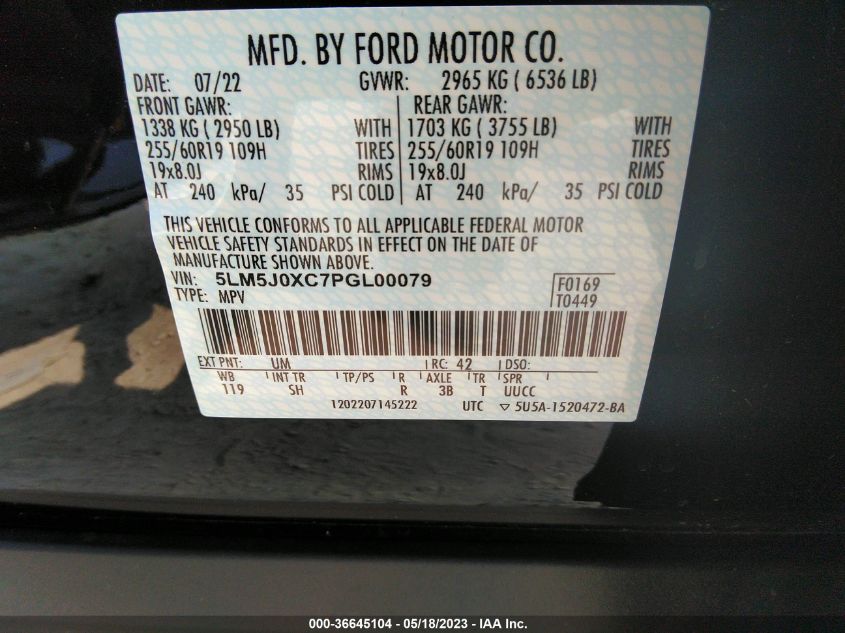 MFD. BY FORD MOTOR CO.
DATE: 07/22 GVWR: 2965 KG ( 6536 LB)
FRONT GAWR: REAR GAWR:
1338 KG ( 2950 LB) WITH 1703 KG ( 3755 LB) WITH
255/60R19 109H TIRES 255/60R19 109H TIRES
19x8.0J RIMS 19x8.0J RIMS
AT 240 kPa/ 35 PSI COLD AT 240 kPa/ 35 PSI COLD
THIS VEHICLE CONFORMS TO ALL APPLICABLE FEDERAL MOTOR
VEHICLE SAFETY STANDARDS IN EFFECT ON THE DATE OF
MANUFACTURE SHOWN ABOVE.
VIN: 5LM5J0XC7PGL00079 F0169
TYPE: MPV T0449
EXT PNT: UM RC: 42 DSO:
WB INT TR TP/PS R AXLE TR SPR
119 SH R 3B T UUCC
1202207145222 UTC ▽ 5U5A-1520472-BA
000-36645104 — 05/18/2023 — IAA Inc.